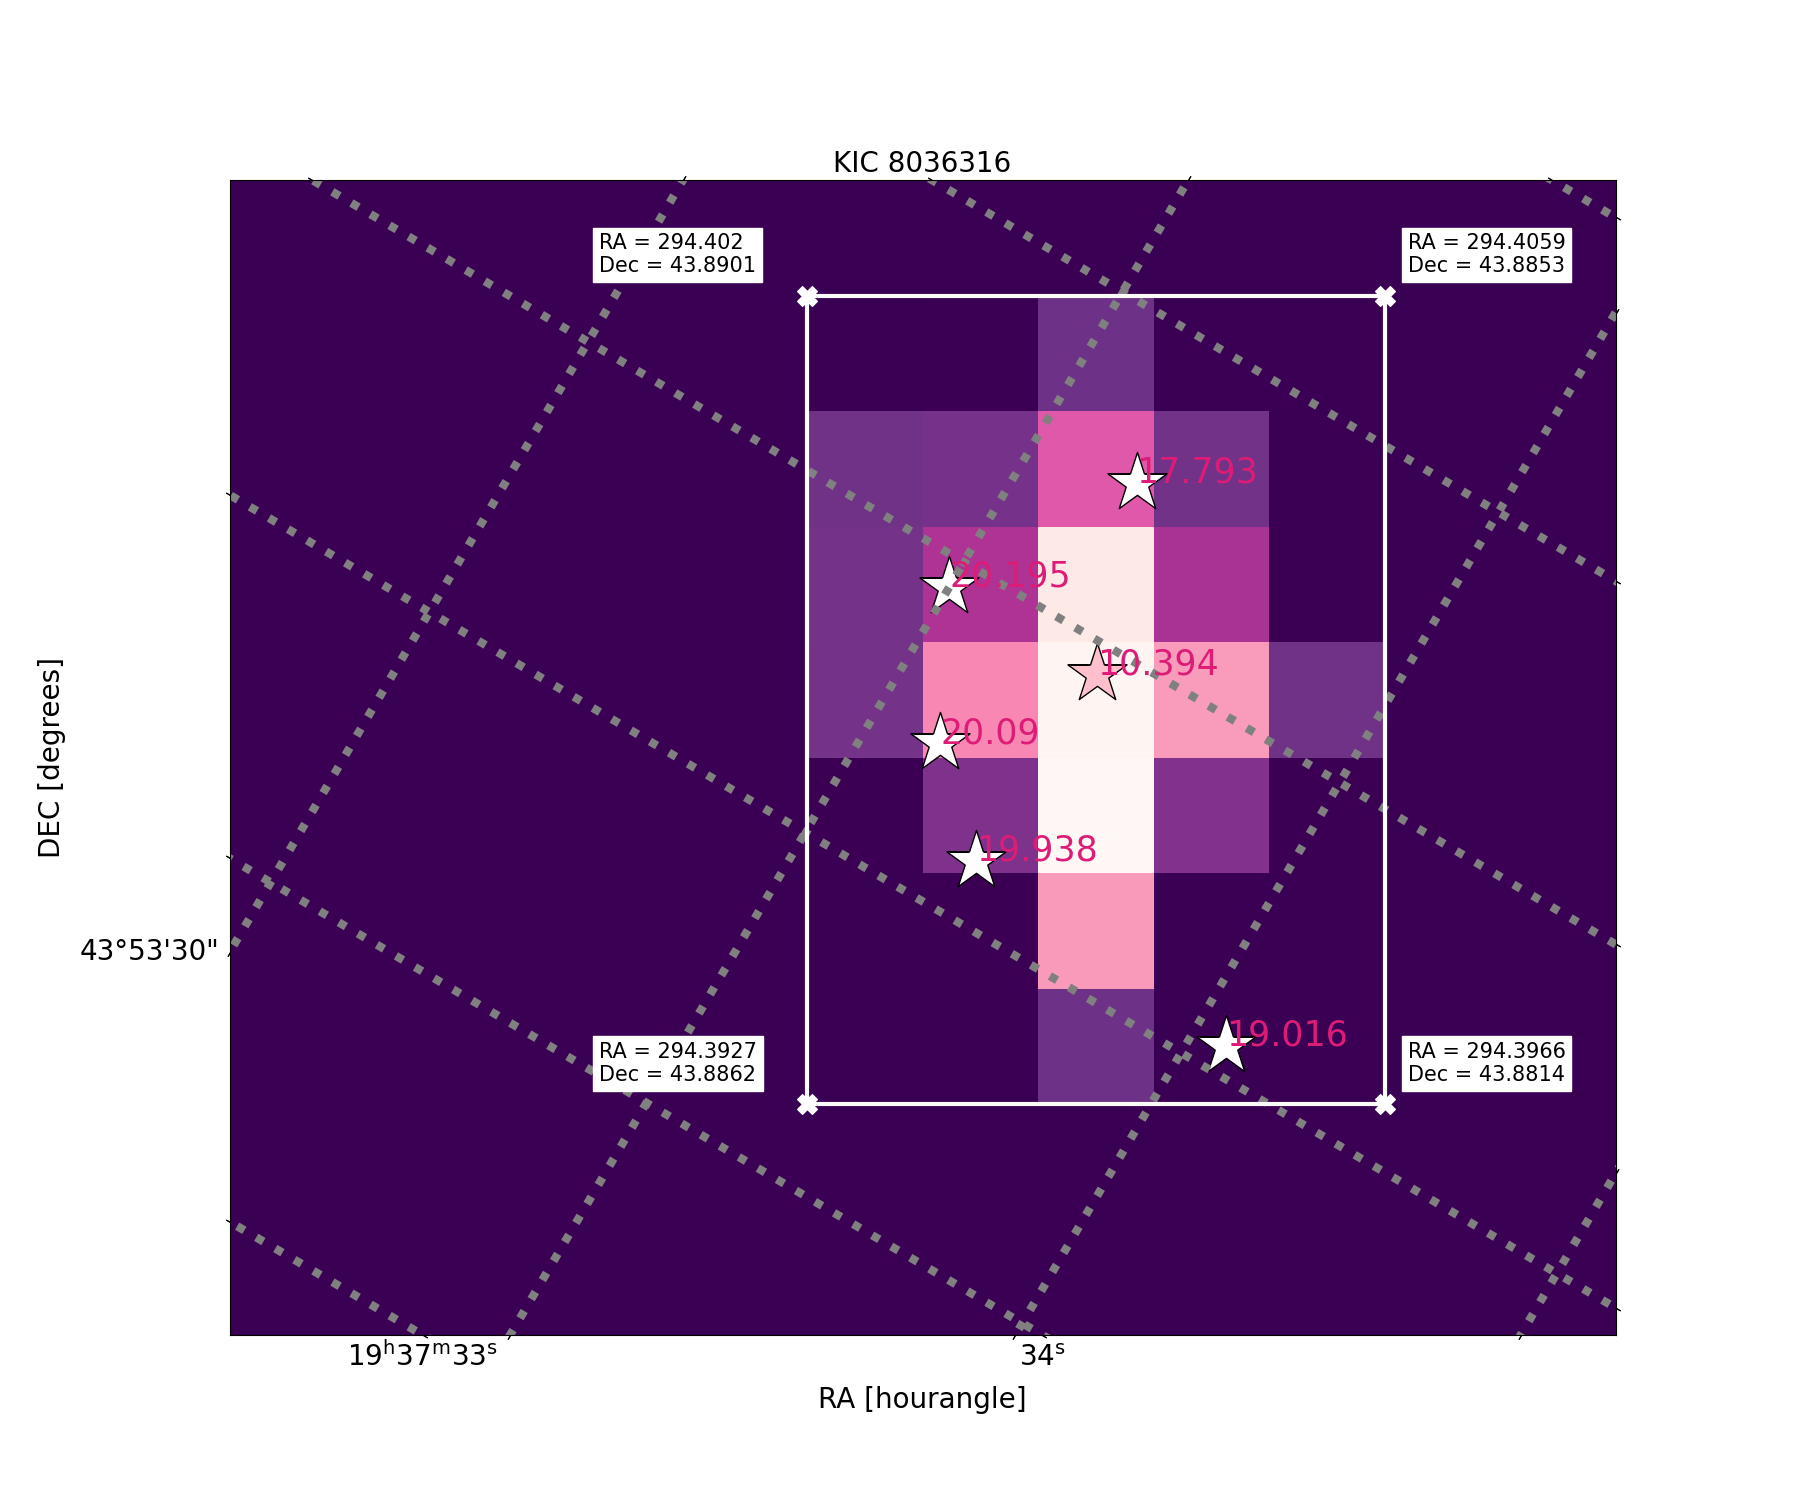 KIC 8036316
RA = 294.402
Dec = 43.8901
RA = 294.4059
Dec = 43.8853
17.793
20.195
10.394
20.09
19.938
19.016
RA = 294.3927
Dec = 43.8862
RA = 294.3966
Dec = 43.8814
DEC [degrees]
43°53'30"
19ʰ37ᵐ33ˢ
34ˢ
RA [hourangle]